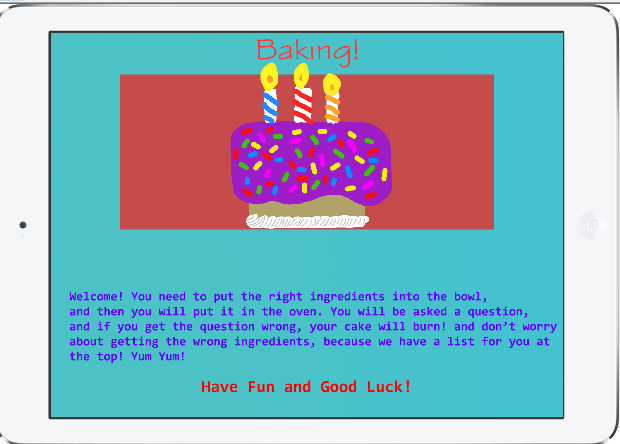 Baking!
Welcome! You need to put the right ingredients into the bowl,
and then you will put it in the oven. You will be asked a question,
and if you get the question wrong, your cake will burn! and don't worry
about getting the wrong ingredients, because we have a list for you at
the top! Yum Yum!
Have Fun and Good Luck!